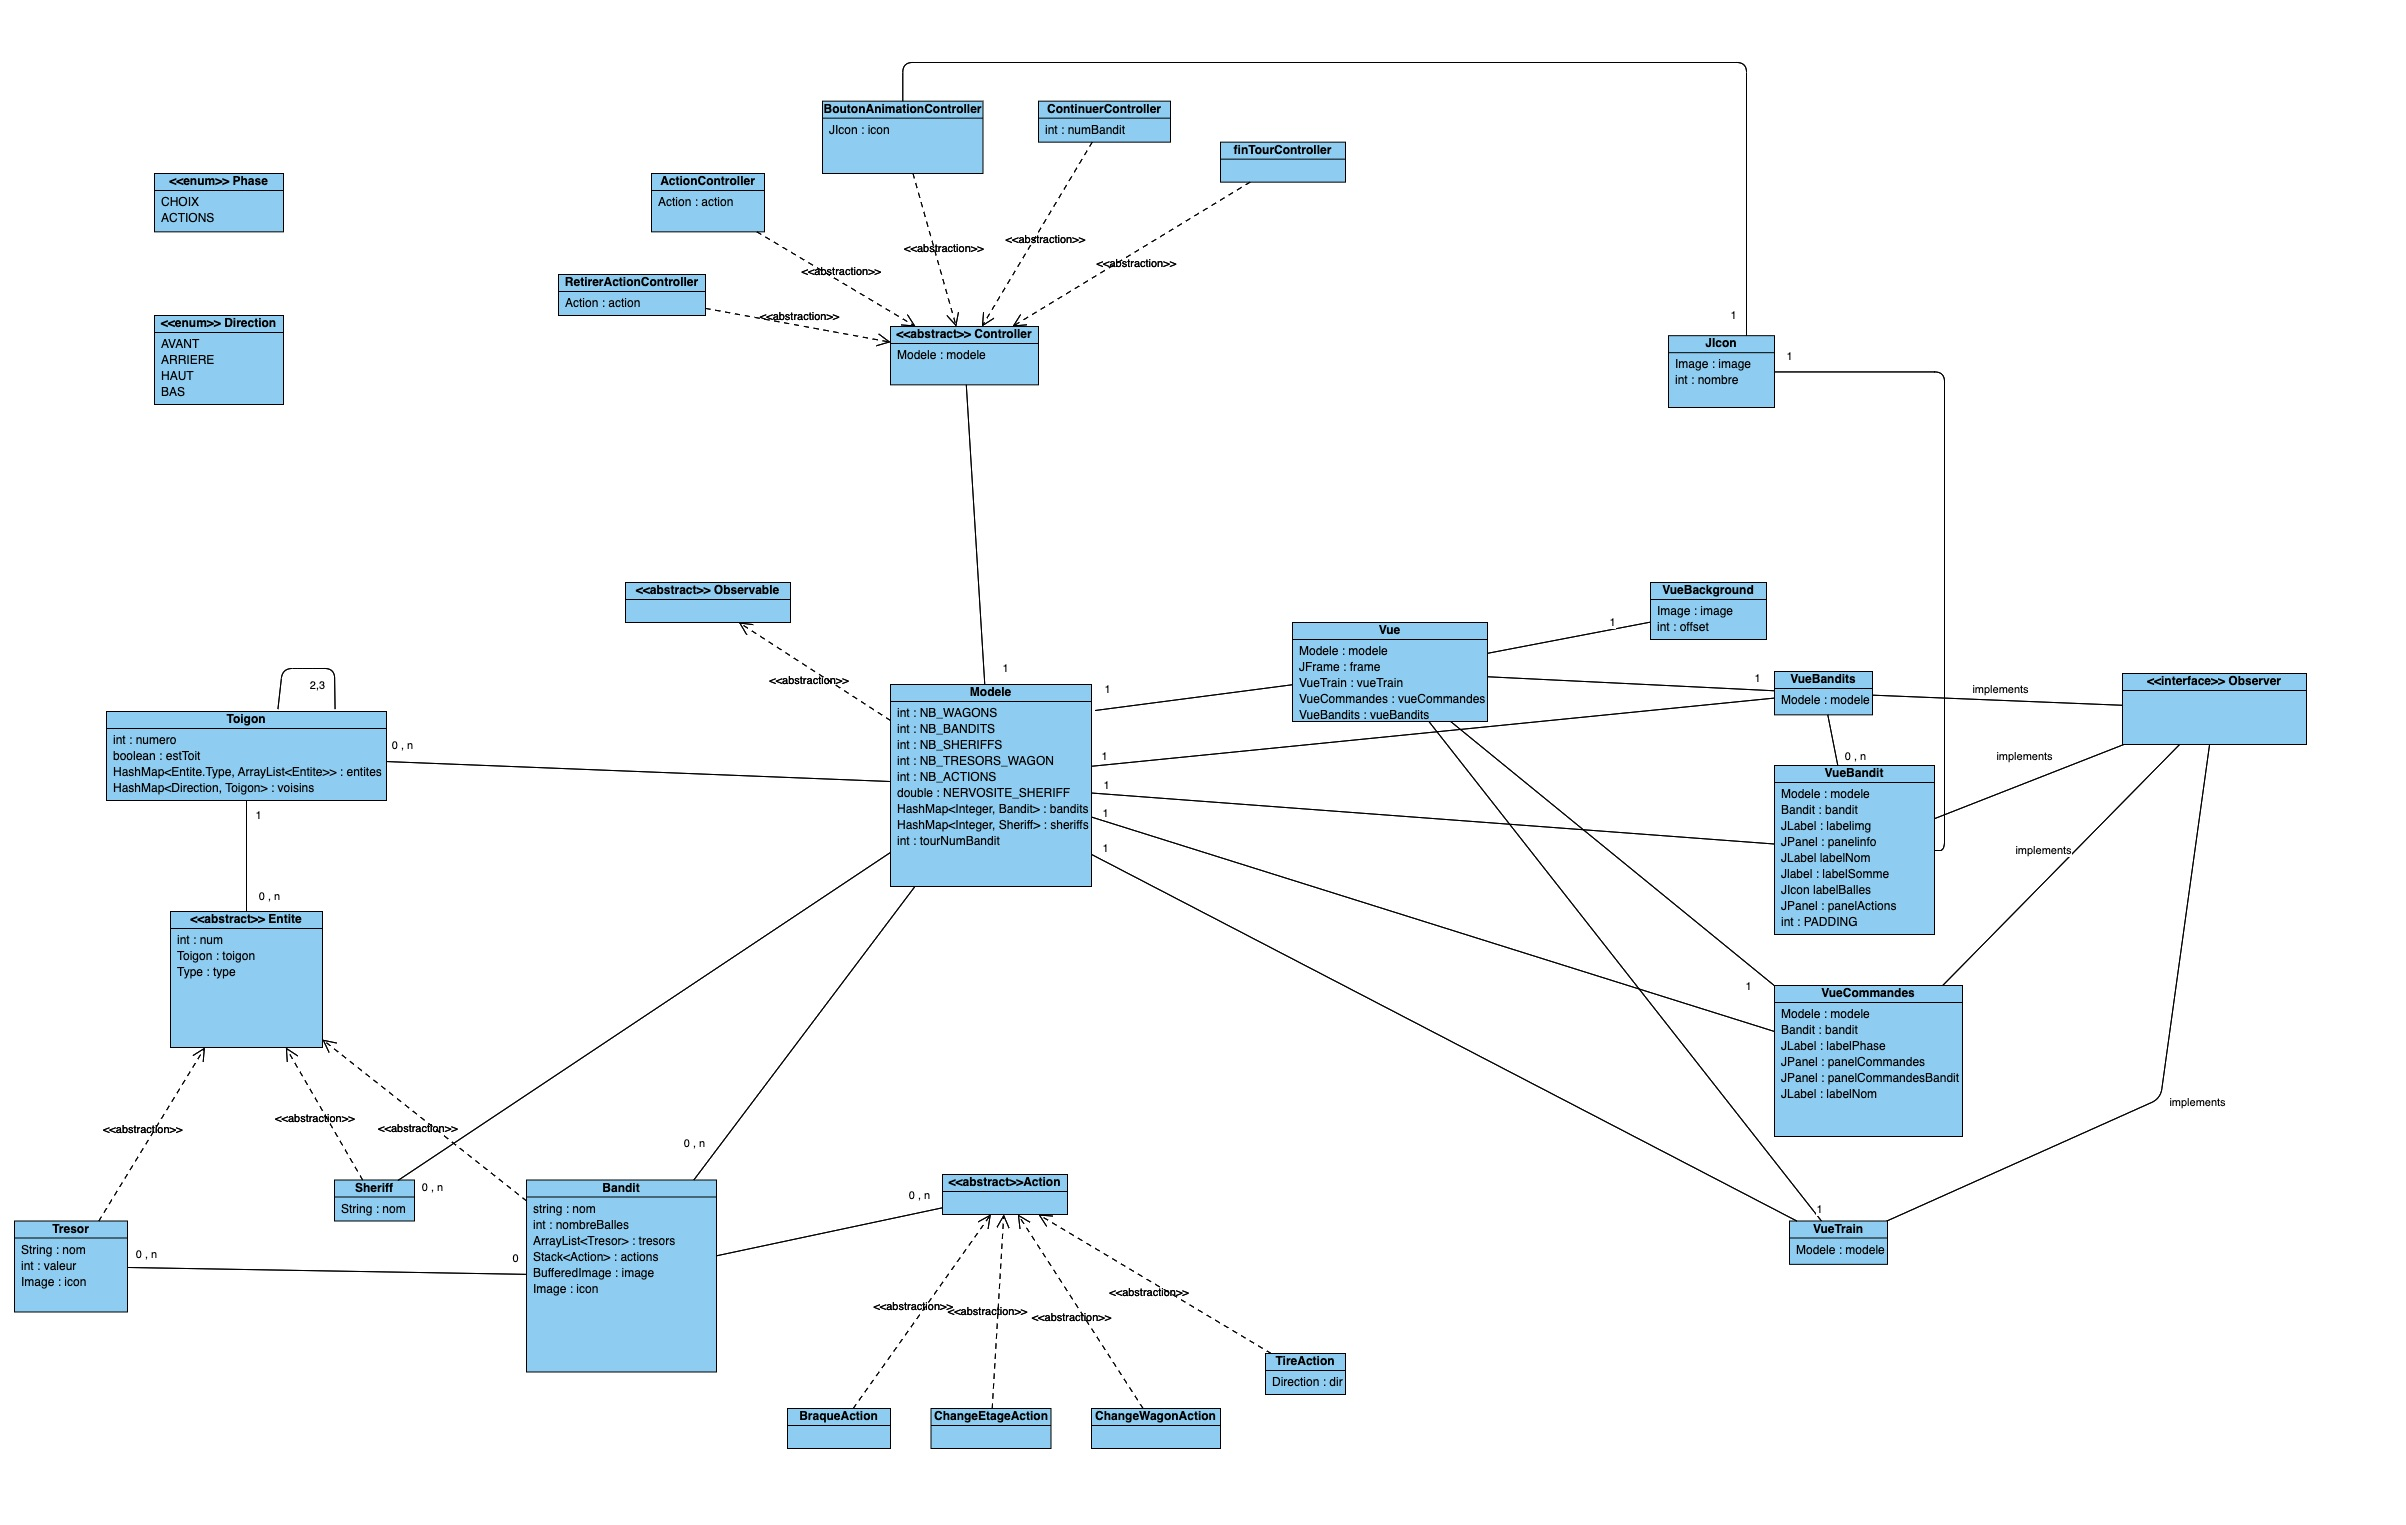 BoutonAnimationController
JIcon : icon
ContinuerController
int : numBandit
finTourController
<<enum>> Phase
CHOIX
ACTIONS
ActionController
Action : action
<<abstraction>>
<<abstraction>>
<<abstraction>>
<<abstraction>>
RetirerActionController
Action : action
<<abstraction>>
<<enum>> Direction
AVANT
ARRIERE
HAUT
BAS
<<abstract>> Controller
Modele : modele
1
JIcon
Image : image
int : nombre
1
<<abstract>> Observable
<<abstraction>>
VueBackground
Image : image
int : offset
1
Vue
Modele : modele
JFrame : frame
VueTrain : vueTrain
VueCommandes : vueCommandes
VueBandits : vueBandits
1
1
1
VueBandits
Modele : modele
implements
<<interface>> Observer
2,3
Toigon
int : numero
boolean : estToit
HashMap<Entite.Type, ArrayList<Entite>> : entites
HashMap<Direction, Toigon> : voisins
0 , n
Modele
int : NB_WAGONS
int : NB_BANDITS
int : NB_SHERIFFS
int : NB_TRESORS_WAGON
int : NB_ACTIONS
double : NERVOSITE_SHERIFF
HashMap<Integer, Bandit> : bandits
HashMap<Integer, Sheriff> : sheriffs
int : tourNumBandit
1
1
1
1
0 , n
implements
VueBandit
Modele : modele
Bandit : bandit
JLabel : labelimg
JPanel : panelinfo
JLabel labelNom
Jlabel : labelSomme
JIcon labelBalles
JPanel : panelActions
int : PADDING
implements
1
0 , n
<<abstract>> Entite
int : num
Toigon : toigon
Type : type
1
VueCommandes
Modele : modele
Bandit : bandit
JLabel : labelPhase
JPanel : panelCommandes
JPanel : panelCommandesBandit
JLabel : labelNom
implements
<<abstraction>>
<<abstraction>>
<<abstraction>>
0 , n
Sheriff
String : nom
0 , n
Tresor
String : nom
int : valeur
Image : icon
0 , n
0
Bandit
string : nom
int : nombreBalles
ArrayList<Tresor> : tresors
Stack<Action> : actions
BufferedImage : image
Image : icon
0 , n
<<abstract>>Action
1
VueTrain
Modele : modele
<<abstraction>>
<<abstraction>>
<<abstraction>>
<<abstraction>>
TireAction
Direction : dir
BraqueAction
ChangeEtageAction
ChangeWagonAction